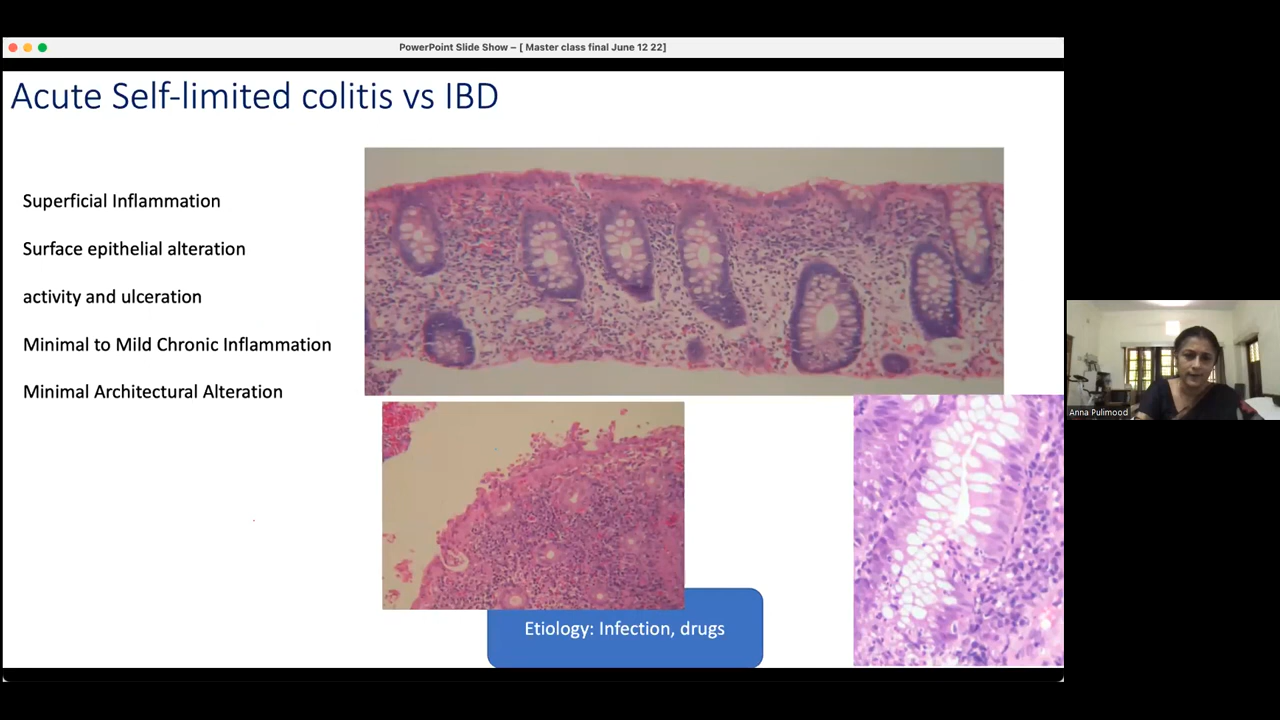 PowerPoint Slide Show – [ Master class final June 12 22]
Acute Self-limited colitis vs IBD
Superficial Inflammation
Surface epithelial alteration
activity and ulceration
Minimal to Mild Chronic Inflammation
Minimal Architectural Alteration
Etiology: Infection, drugs
Anna Pulimood